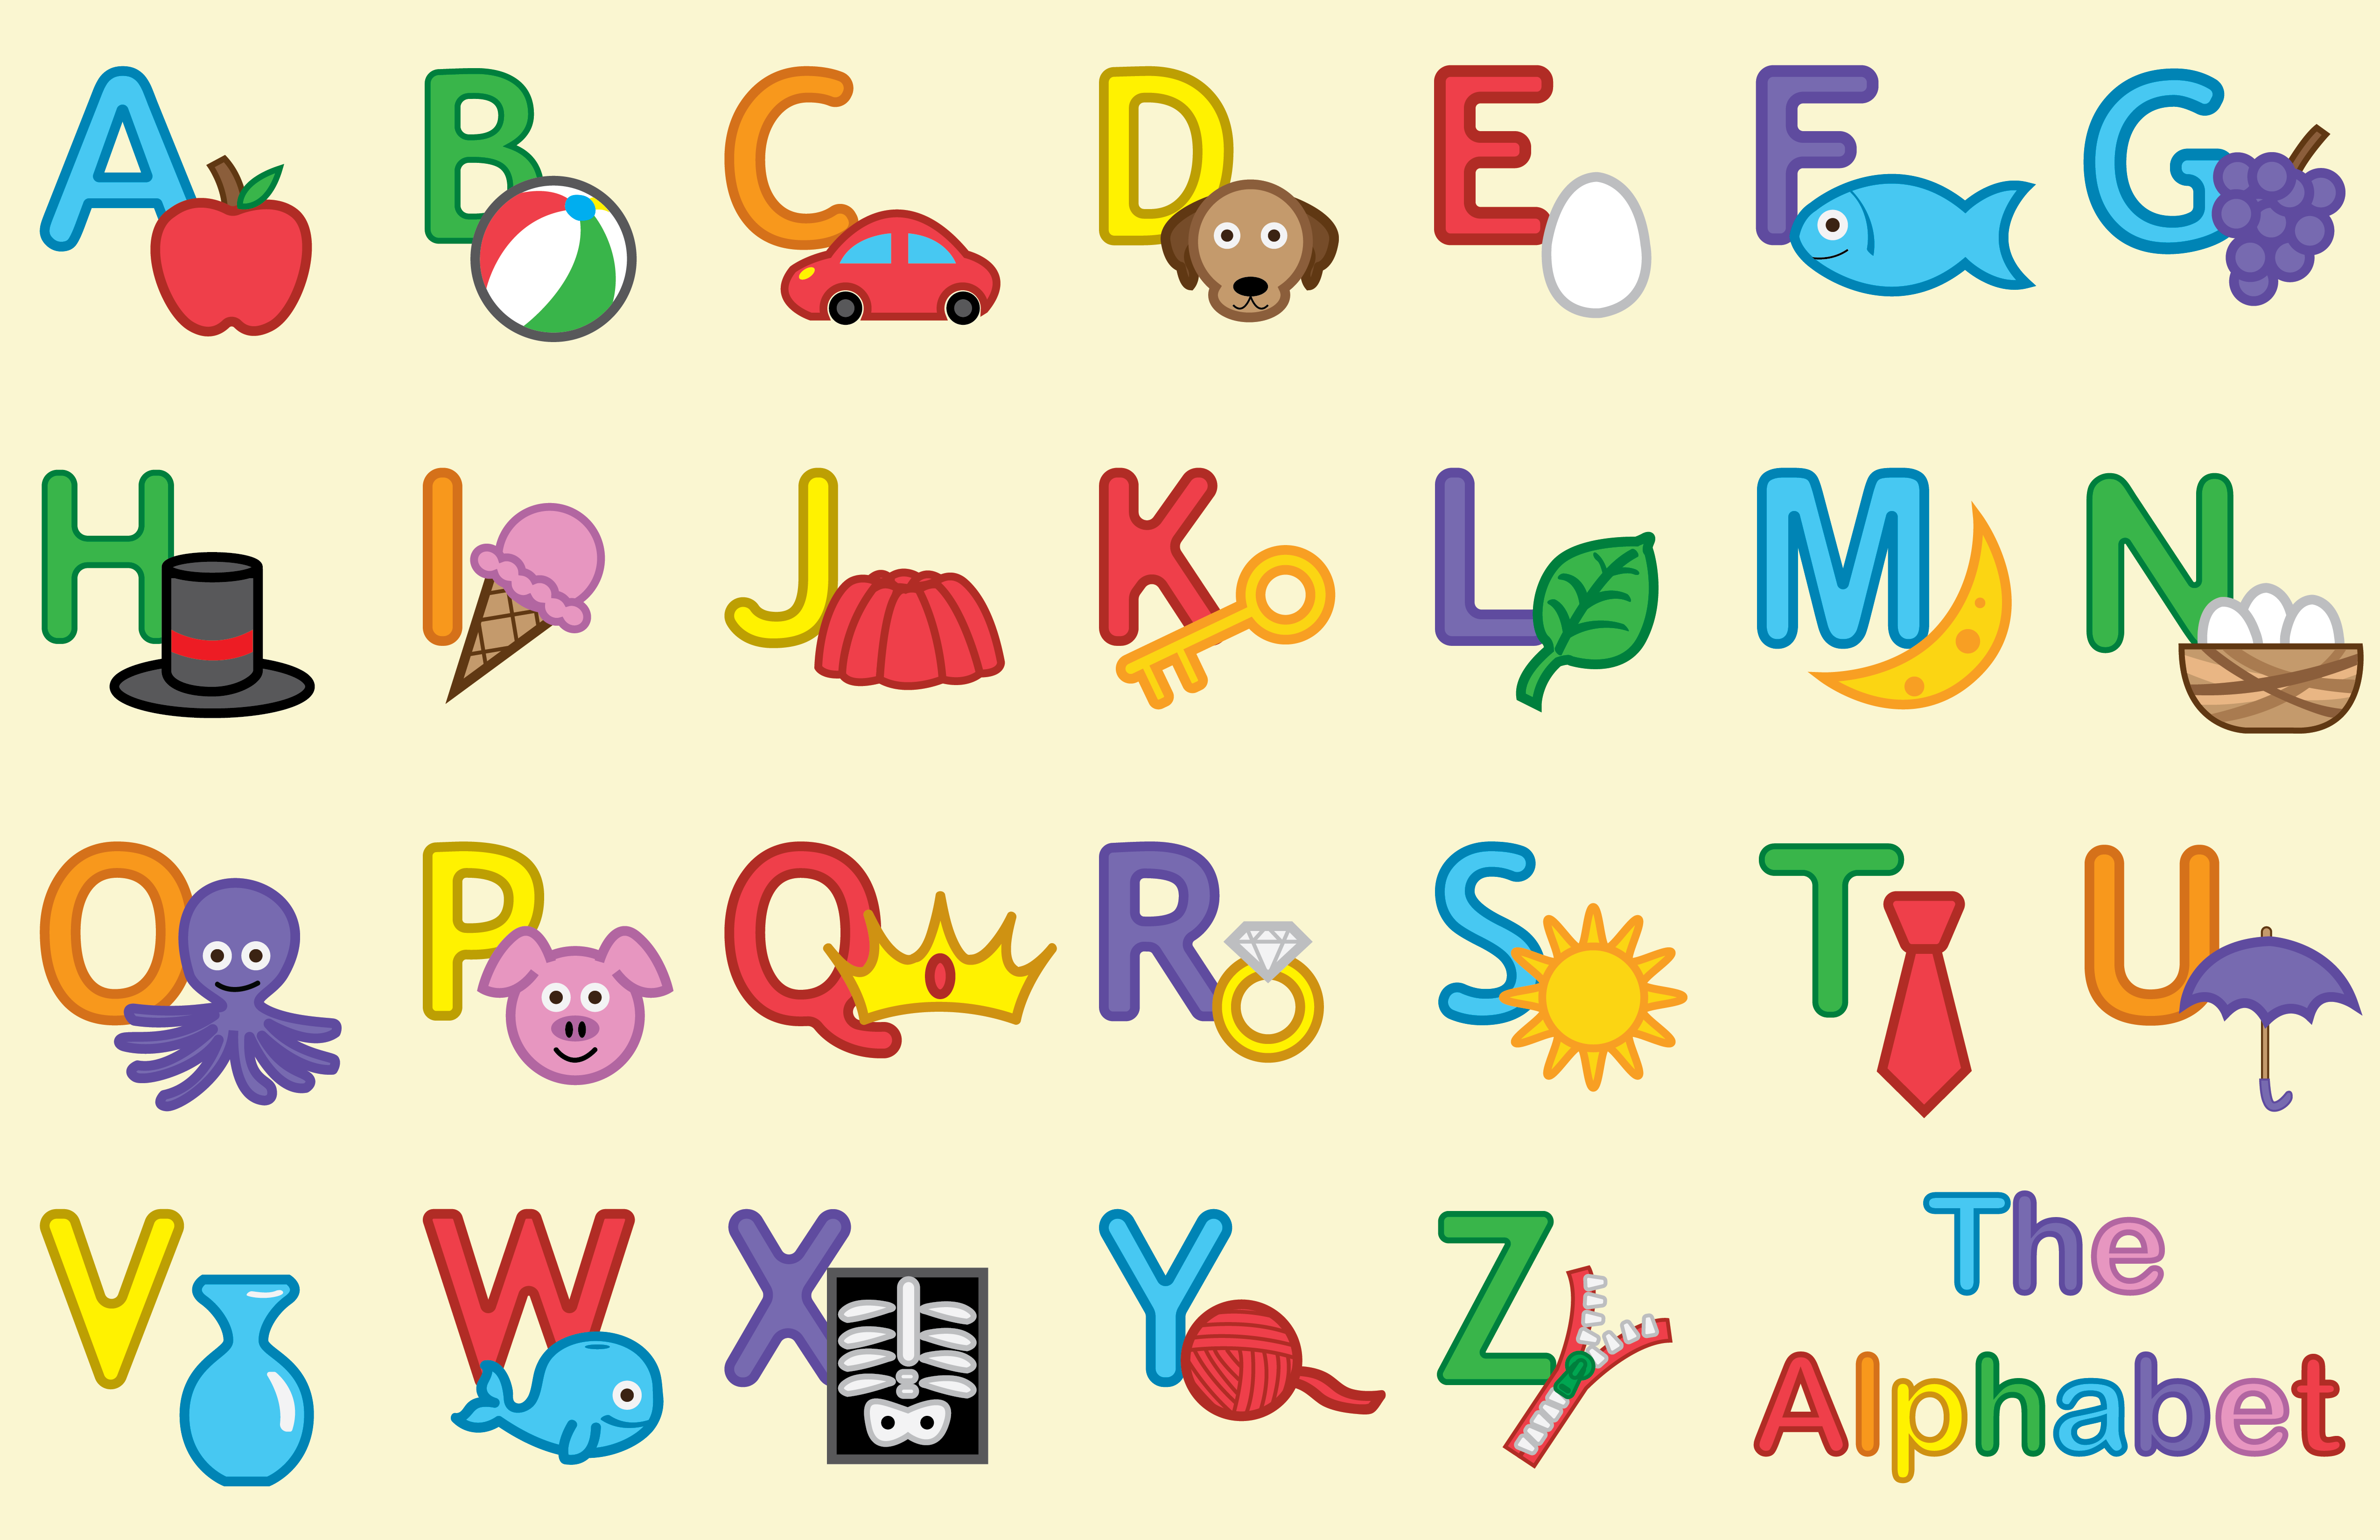 A B C D E F G
H I J K L M N
O P Q R S T U
V W X Y Z
The
Alphabet